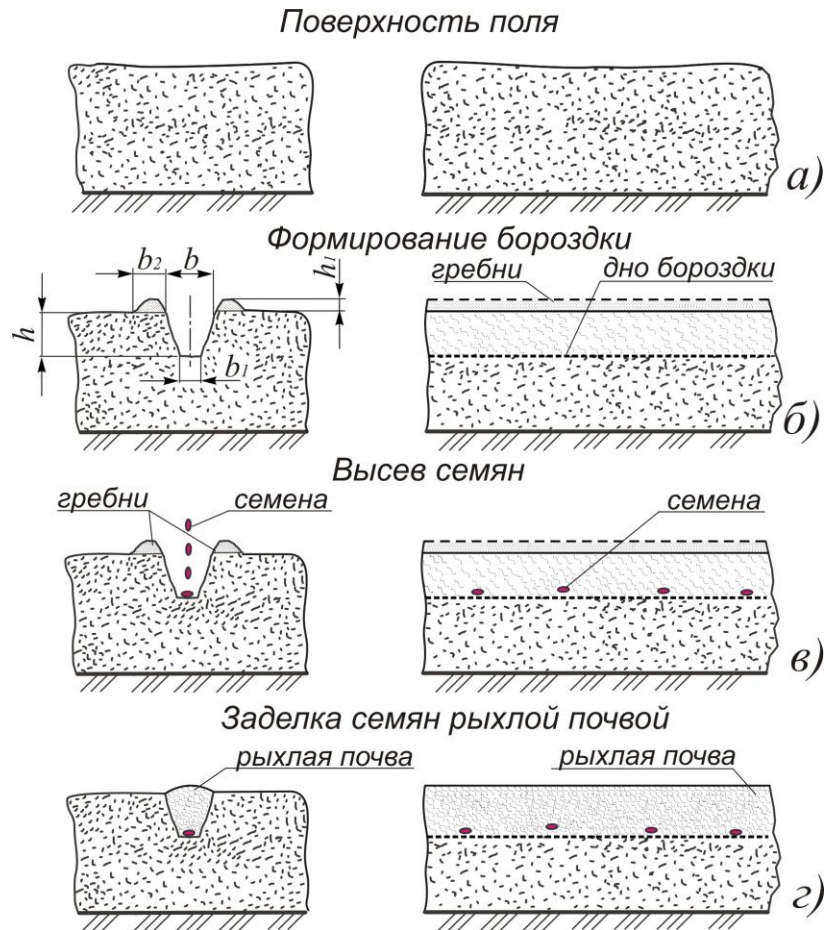 Поверхность поля
а)
Формирование бороздки
b2 b h1
гребни дно бороздки
h
b1
б)
Высев семян
гребни семена семена
в)
Заделка семян рыхлой почвой
рыхлая почва рыхлая почва
г)